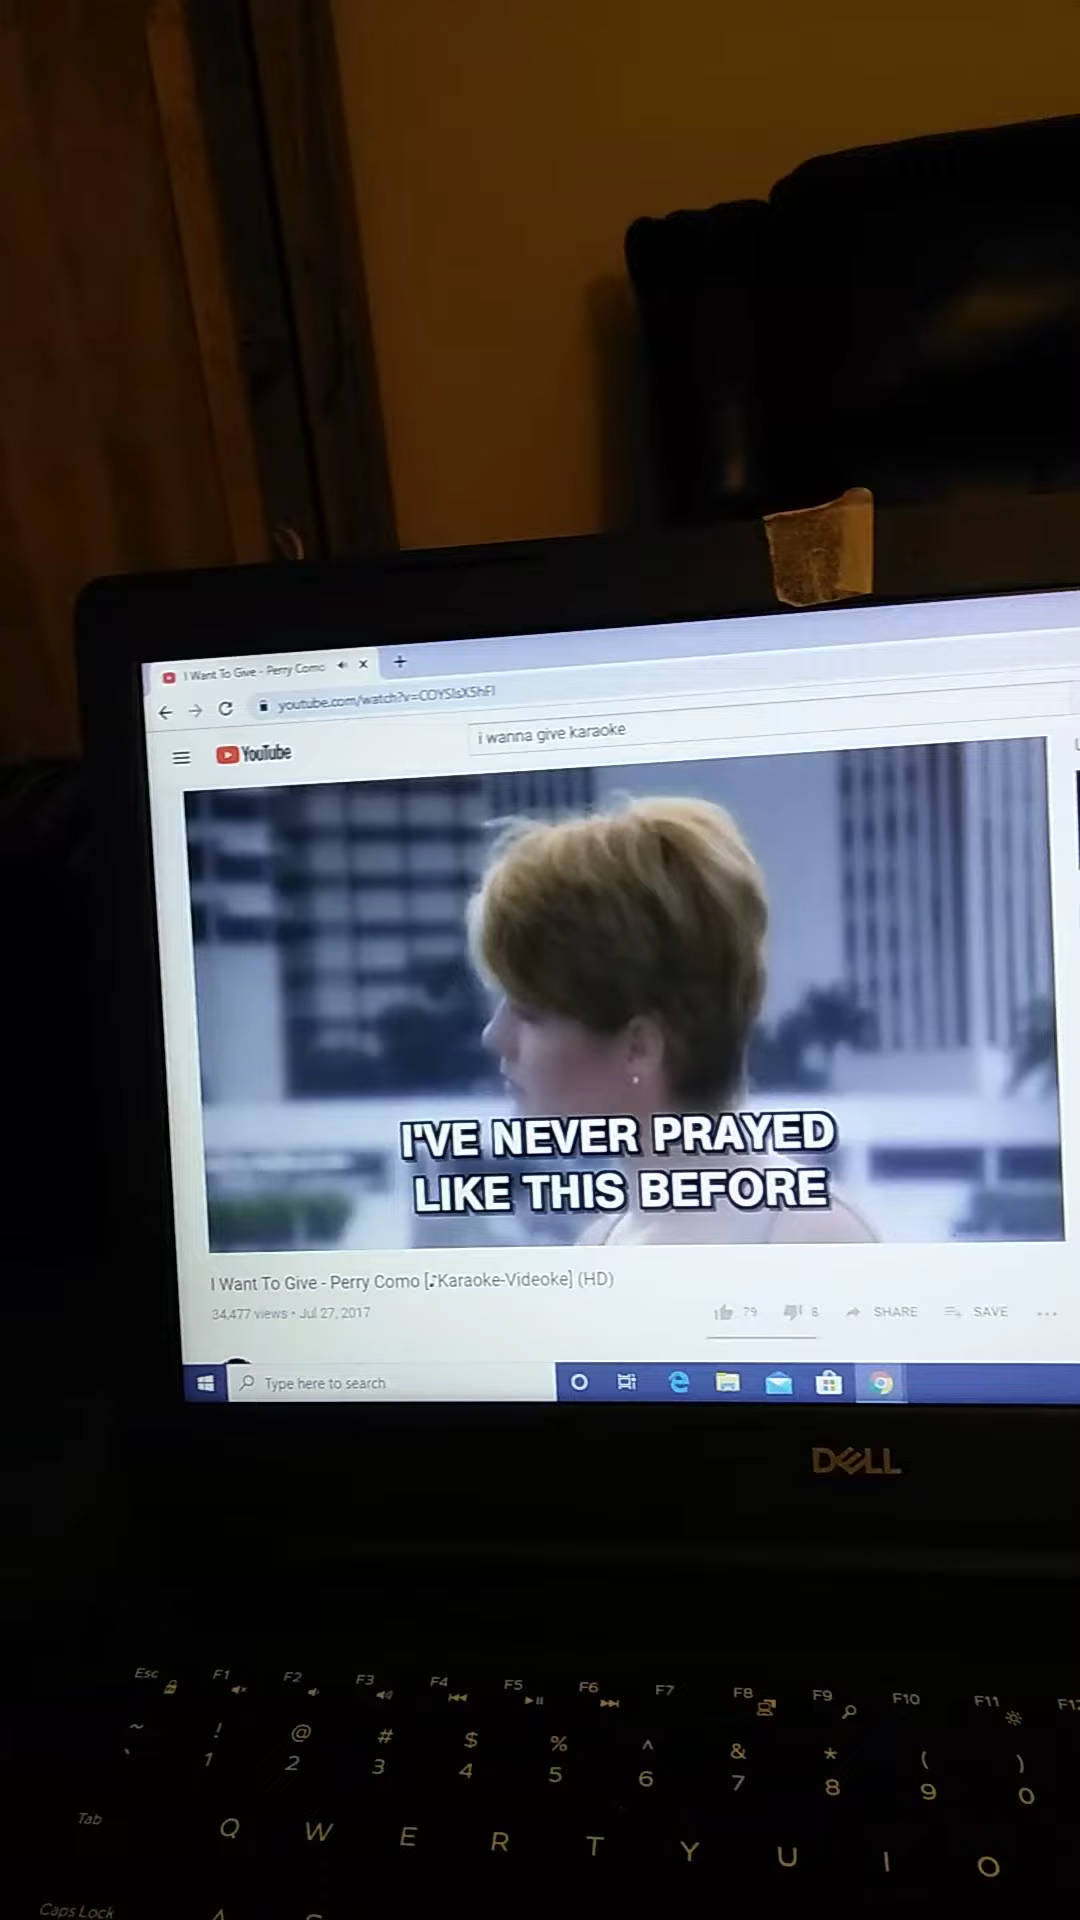 I Want To Give - Perry Como
youtube.com/watch?v=COYSlsX5hFI
YouTube
i wanna give karaoke
I'VE NEVER PRAYED
LIKE THIS BEFORE
I Want To Give - Perry Como [♪Karaoke-Videoke] (HD)
34,477 views • Jul 27, 2017
79
8
SHARE
SAVE
Type here to search
DELL
Esc F1 F2 F3 F4 F5 F6 F7 F8 F9 F10 F11
~ ! @ # $ % ^ & * ( )
` 1 2 3 4 5 6 7 8 9 0
Tab Q W E R T Y U I O
Caps Lock